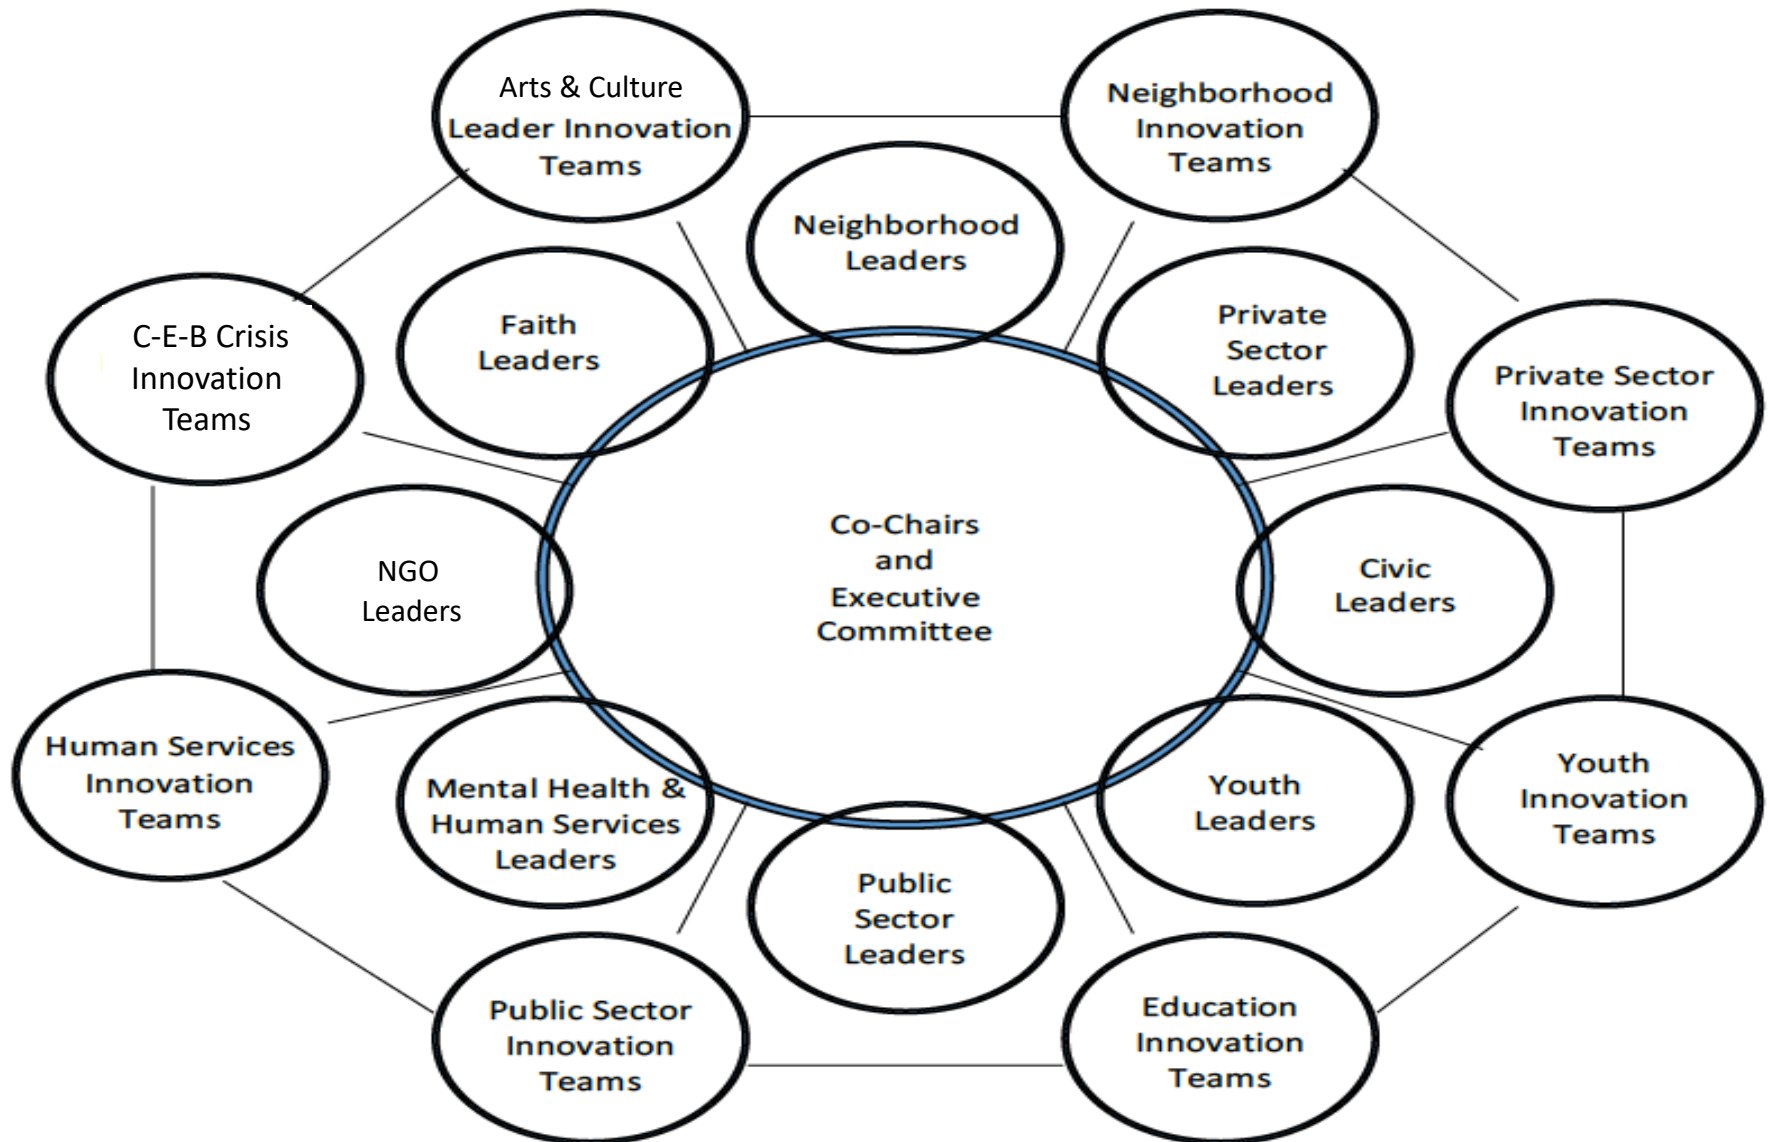 Arts & Culture
Leader Innovation
Teams
Neighborhood
Innovation
Teams
Neighborhood
Leaders
Faith
Leaders
Private
Sector
Leaders
C-E-B Crisis
Innovation
Teams
Private Sector
Innovation
Teams
Co-Chairs
and
Executive
Committee
NGO
Leaders
Civic
Leaders
Human Services
Innovation
Teams
Mental Health &
Human Services
Leaders
Youth
Leaders
Youth
Innovation
Teams
Public
Sector
Leaders
Public Sector
Innovation
Teams
Education
Innovation
Teams